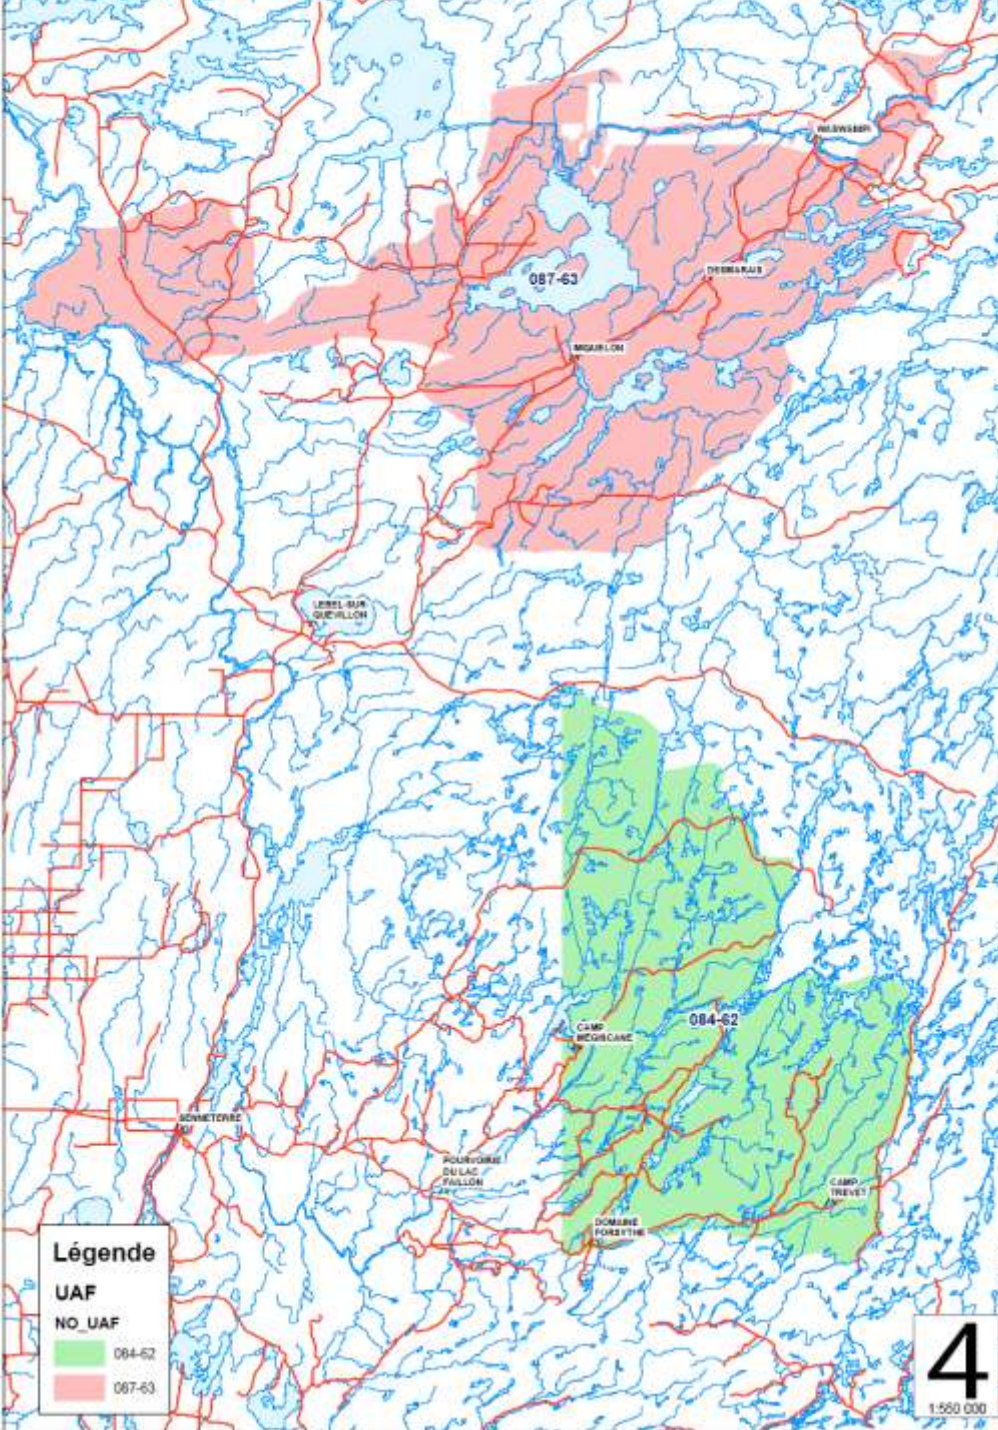 WASWANIPI
087-63
DESMARAIS
MIQUELON
LEBEL-SUR-
QUÉVILLON
084-62
CAMP
MÉGISCANE
SENNETERRE
POURVOIRIE
DU LAC
FAILLON
CAMP
TREVET
DOMAINE
FORSYTHE
Légende
UAF
NO_UAF
084-62
087-63
4
1:550 000